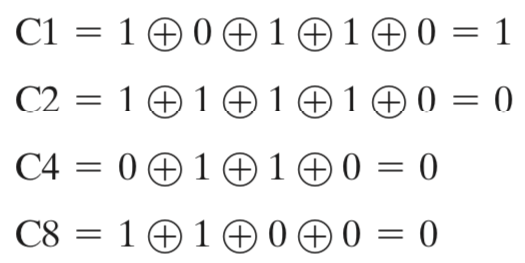 C1 = 1 ⊕ 0 ⊕ 1 ⊕ 1 ⊕ 0 = 1
C2 = 1 ⊕ 1 ⊕ 1 ⊕ 1 ⊕ 0 = 0
C4 = 0 ⊕ 1 ⊕ 1 ⊕ 0 = 0
C8 = 1 ⊕ 1 ⊕ 0 ⊕ 0 = 0